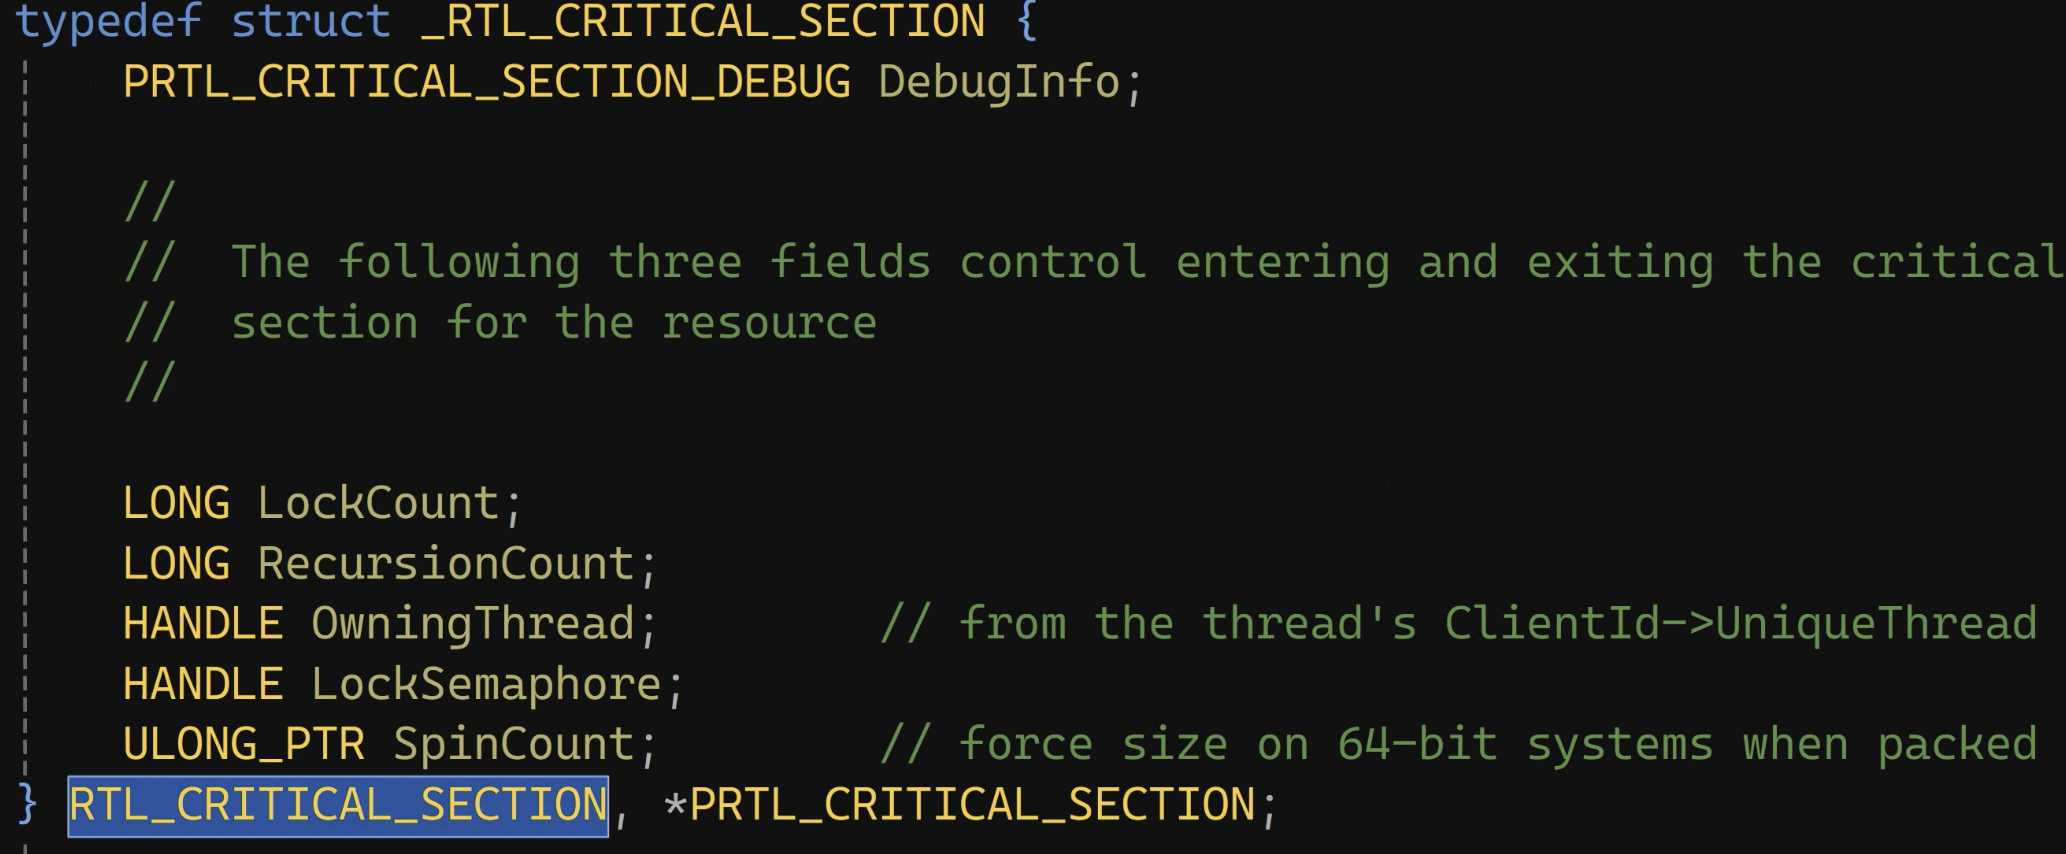 typedef struct _RTL_CRITICAL_SECTION {
    PRTL_CRITICAL_SECTION_DEBUG DebugInfo;
    //
    //  The following three fields control entering and exiting the critical
    //  section for the resource
    //
    LONG LockCount;
    LONG RecursionCount;
    HANDLE OwningThread;        // from the thread's ClientId->UniqueThread
    HANDLE LockSemaphore;
    ULONG_PTR SpinCount;        // force size on 64-bit systems when packed
} RTL_CRITICAL_SECTION, *PRTL_CRITICAL_SECTION;